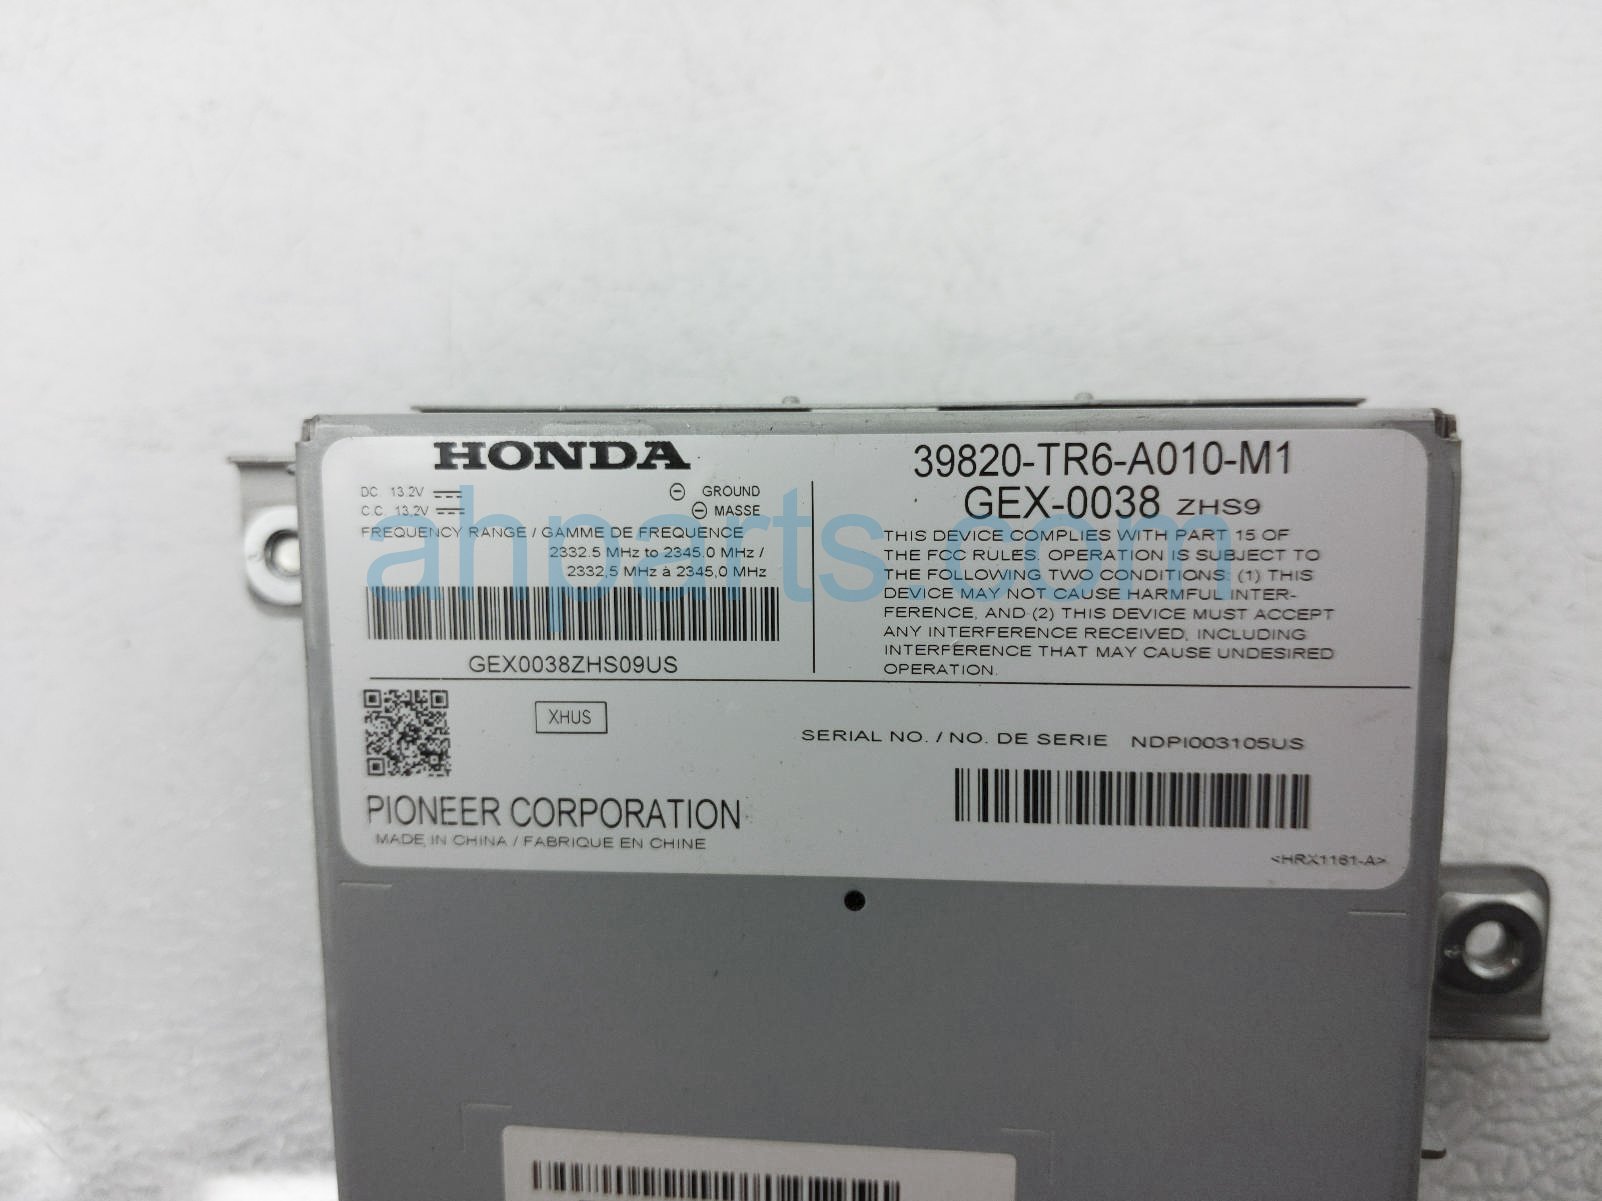 HONDA
DC. 13.2V
GROUND
C.C. 13,2V
MASSE
FREQUENCY RANGE / GAMME DE FREQUENCE
2332.5 MHz to 2345.0 MHz /
2332,5 MHz à 2345,0 MHz
GEX0038ZHS09US
39820-TR6-A010-M1
GEX-0038 ZHS9
THIS DEVICE COMPLIES WITH PART 15 OF
THE FCC RULES. OPERATION IS SUBJECT TO
THE FOLLOWING TWO CONDITIONS: (1) THIS
DEVICE MAY NOT CAUSE HARMFUL INTER-
FERENCE, AND (2) THIS DEVICE MUST ACCEPT
ANY INTERFERENCE RECEIVED, INCLUDING
INTERFERENCE THAT MAY CAUSE UNDESIRED
OPERATION.
XHUS
SERIAL NO. / NO. DE SERIE NDPI003105US
PIONEER CORPORATION
MADE IN CHINA / FABRIQUE EN CHINE
<HRX1161-A>
ahparts.com